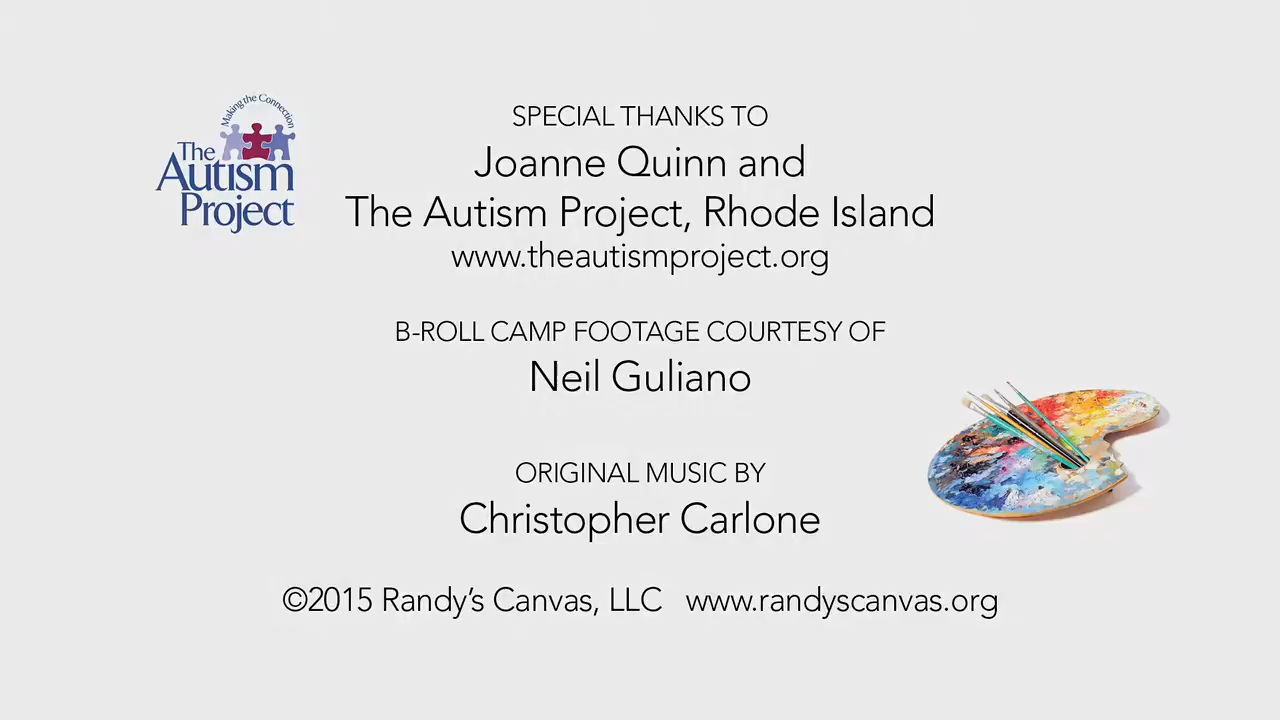 Making the Connection
The
Autism
Project
SPECIAL THANKS TO
Joanne Quinn and
The Autism Project, Rhode Island
www.theautismproject.org
B-ROLL CAMP FOOTAGE COURTESY OF
Neil Guliano
ORIGINAL MUSIC BY
Christopher Carlone
©2015 Randy’s Canvas, LLC www.randyscanvas.org